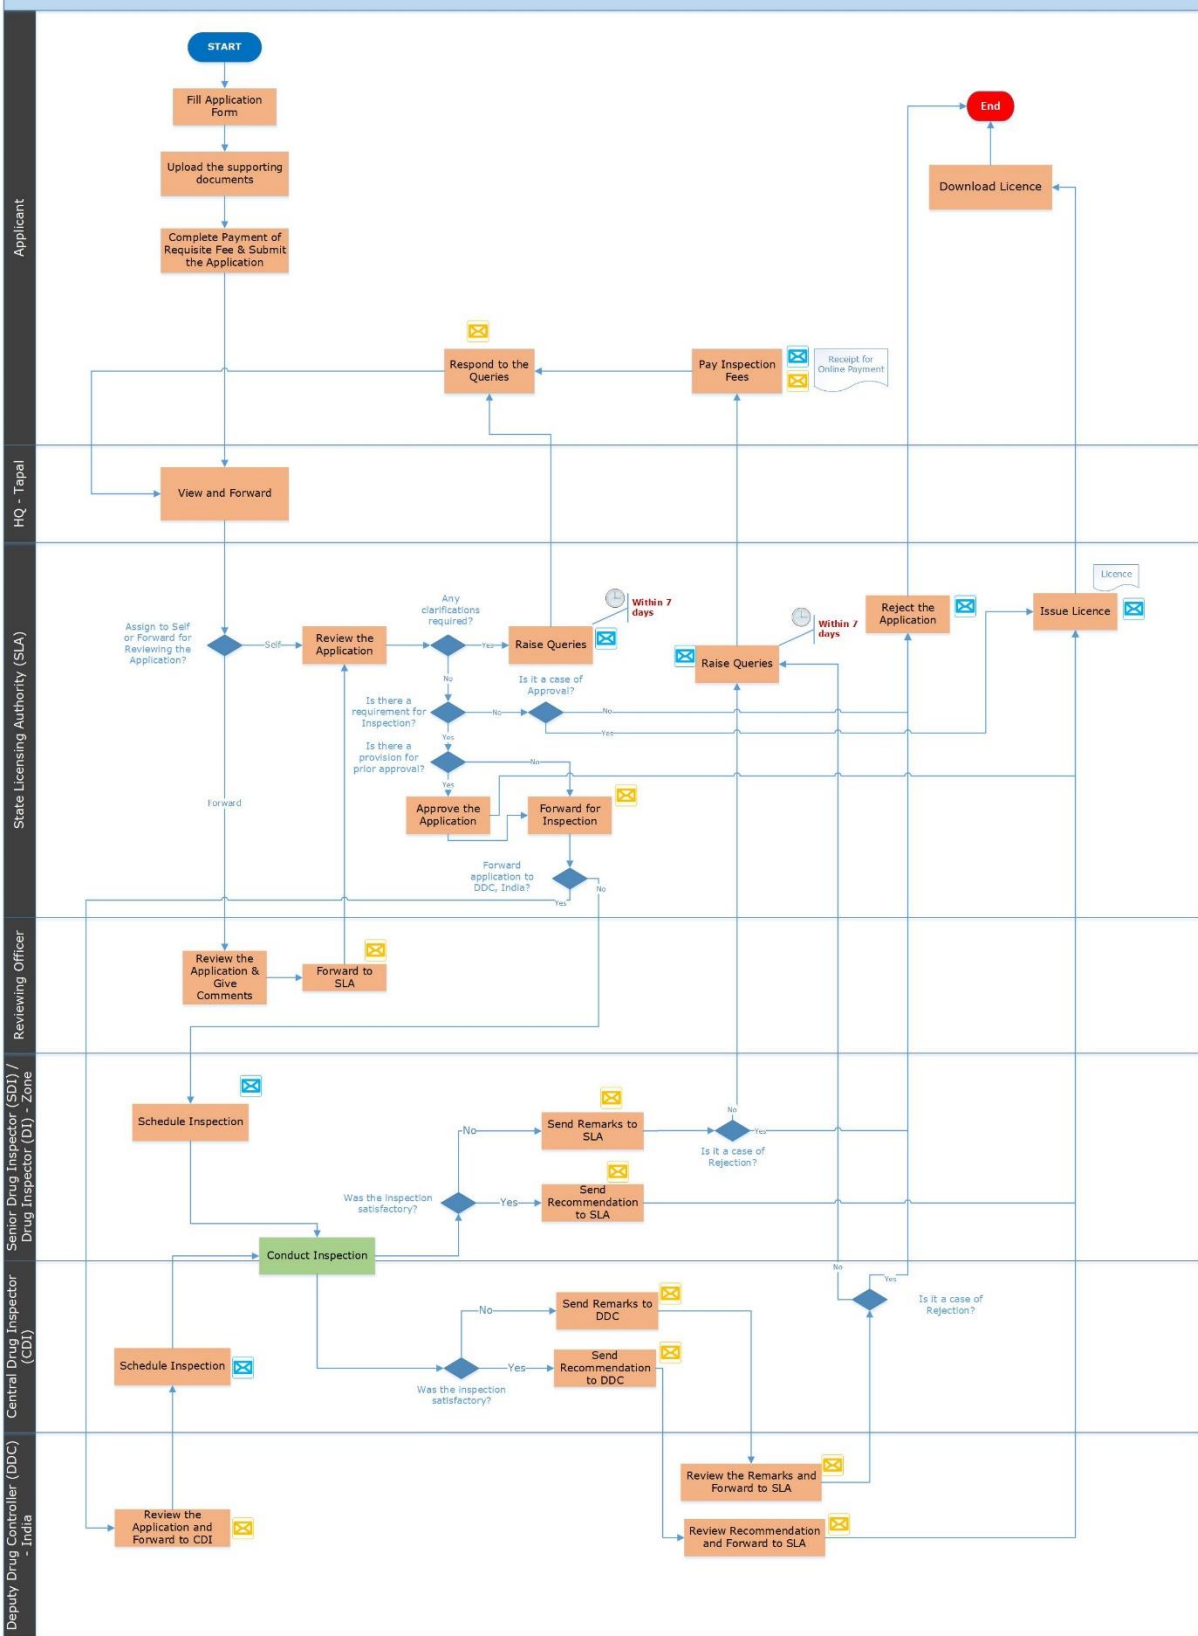 Applicant
START
Fill Application
Form
Upload the supporting
documents
Complete Payment of
Requisite Fee & Submit
the Application
End
Download Licence
Respond to the
Queries
Pay Inspection
Fees
Receipt for
Online Payment
HQ - Tapal
View and Forward
State Licensing Authority (SLA)
Assign to Self
or Forward for
Reviewing the
Application?
Self
Forward
Review the
Application
Any
clarifications
required?
Yes
No
Raise Queries
Within 7
days
Is there a
requirement for
Inspection?
No
Yes
Is it a case of
Approval?
No
Yes
Is there a
provision for
prior approval?
No
Yes
Approve the
Application
Forward for
Inspection
Forward
application to
DDC, India?
Yes
No
Raise Queries
Within 7
days
Reject the
Application
Licence
Issue Licence
Reviewing Officer
Review the
Application &
Give
Comments
Forward to
SLA
Senior Drug Inspector (SDI) /
Drug Inspector (DI) - Zone
Schedule Inspection
Conduct Inspection
Was the inspection
satisfactory?
No
Yes
Send Remarks to
SLA
Send
Recommendation
to SLA
No
Yes
Is it a case of
Rejection?
Central Drug Inspector
(CDI)
Schedule Inspection
Was the inspection
satisfactory?
No
Yes
Send Remarks to
DDC
Send
Recommendation
to DDC
No
Yes
Is it a case of
Rejection?
Deputy Drug Controller (DDC)
- India
Review the
Application and
Forward to CDI
Review the Remarks and
Forward to SLA
Review Recommendation
and Forward to SLA